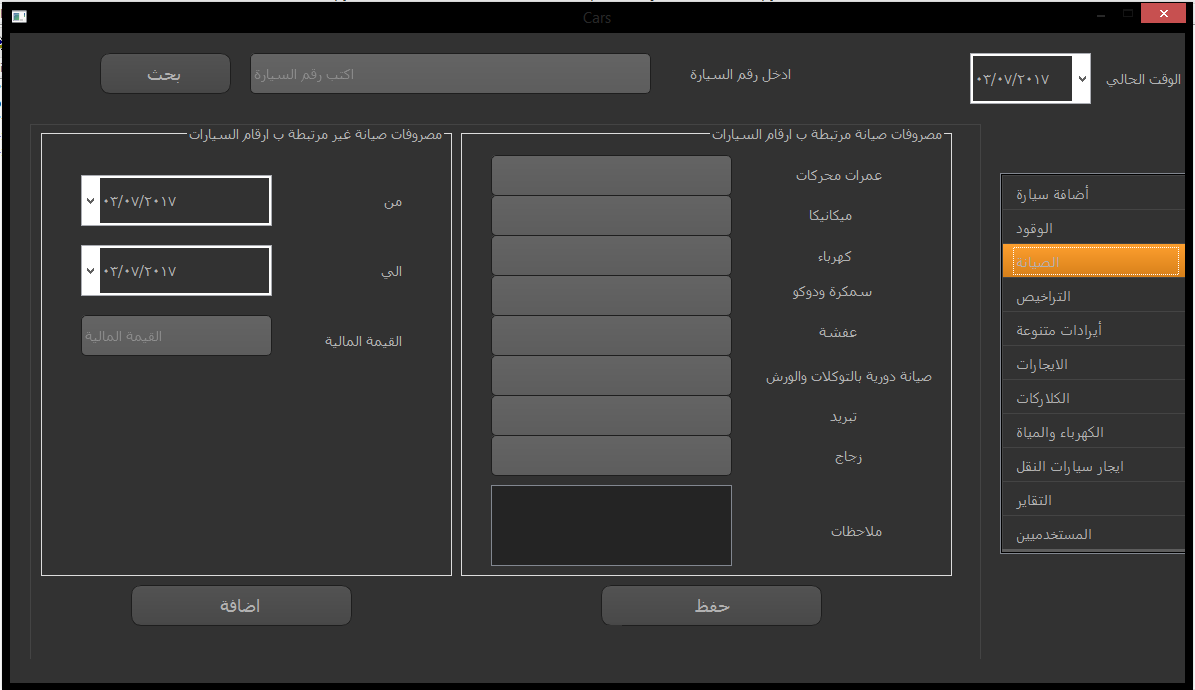 Cars
الوقت الحالي
٠٣/٠٧/٢٠١٧
ادخل رقم السيارة
اكتب رقم السيارة
بحث
أضافة سيارة
الوقود
الصيانة
التراخيص
أيرادات متنوعة
الايجارات
الكلاركات
الكهرباء والمياة
ايجار سيارات النقل
التقاير
المستخدميين
مصروفات صيانة مرتبطة ب ارقام السيارات
عمرات محركات
ميكانيكا
كهرباء
سمكرة ودوكو
عفشة
صيانة دورية بالتوكلات والورش
تبريد
زجاج
ملاحظات
حفظ
مصروفات صيانة غير مرتبطة ب ارقام السيارات
من
٠٣/٠٧/٢٠١٧
الي
٠٣/٠٧/٢٠١٧
القيمة المالية
القيمة المالية
اضافة